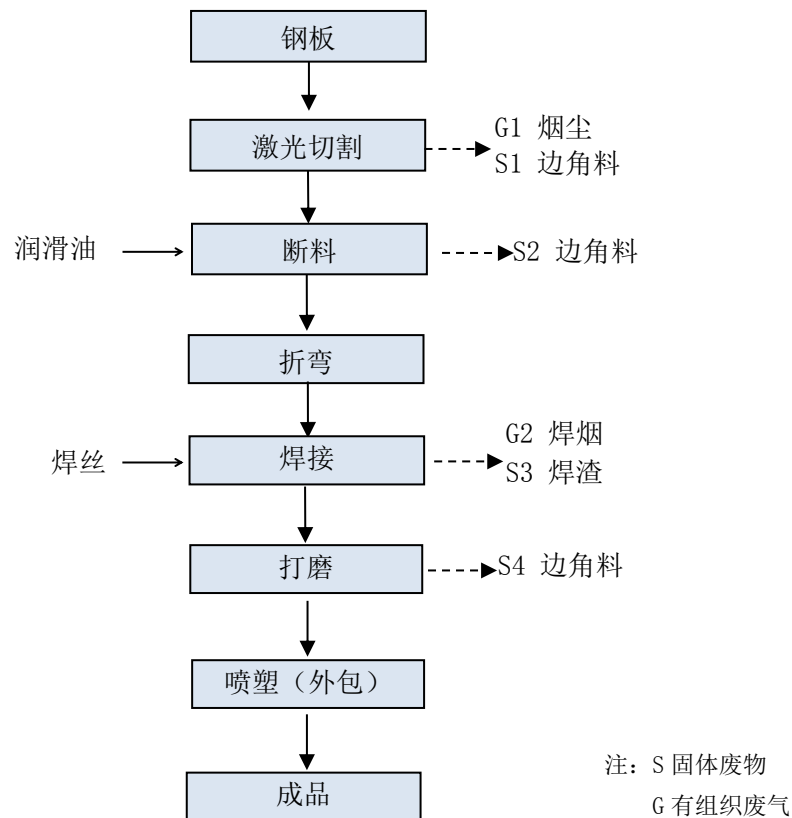 钢板
激光切割
G1 烟尘
S1 边角料
润滑油
断料
S2 边角料
折弯
焊丝
焊接
G2 焊烟
S3 焊渣
打磨
S4 边角料
喷塑（外包）
成品
注：S 固体废物
G 有组织废气